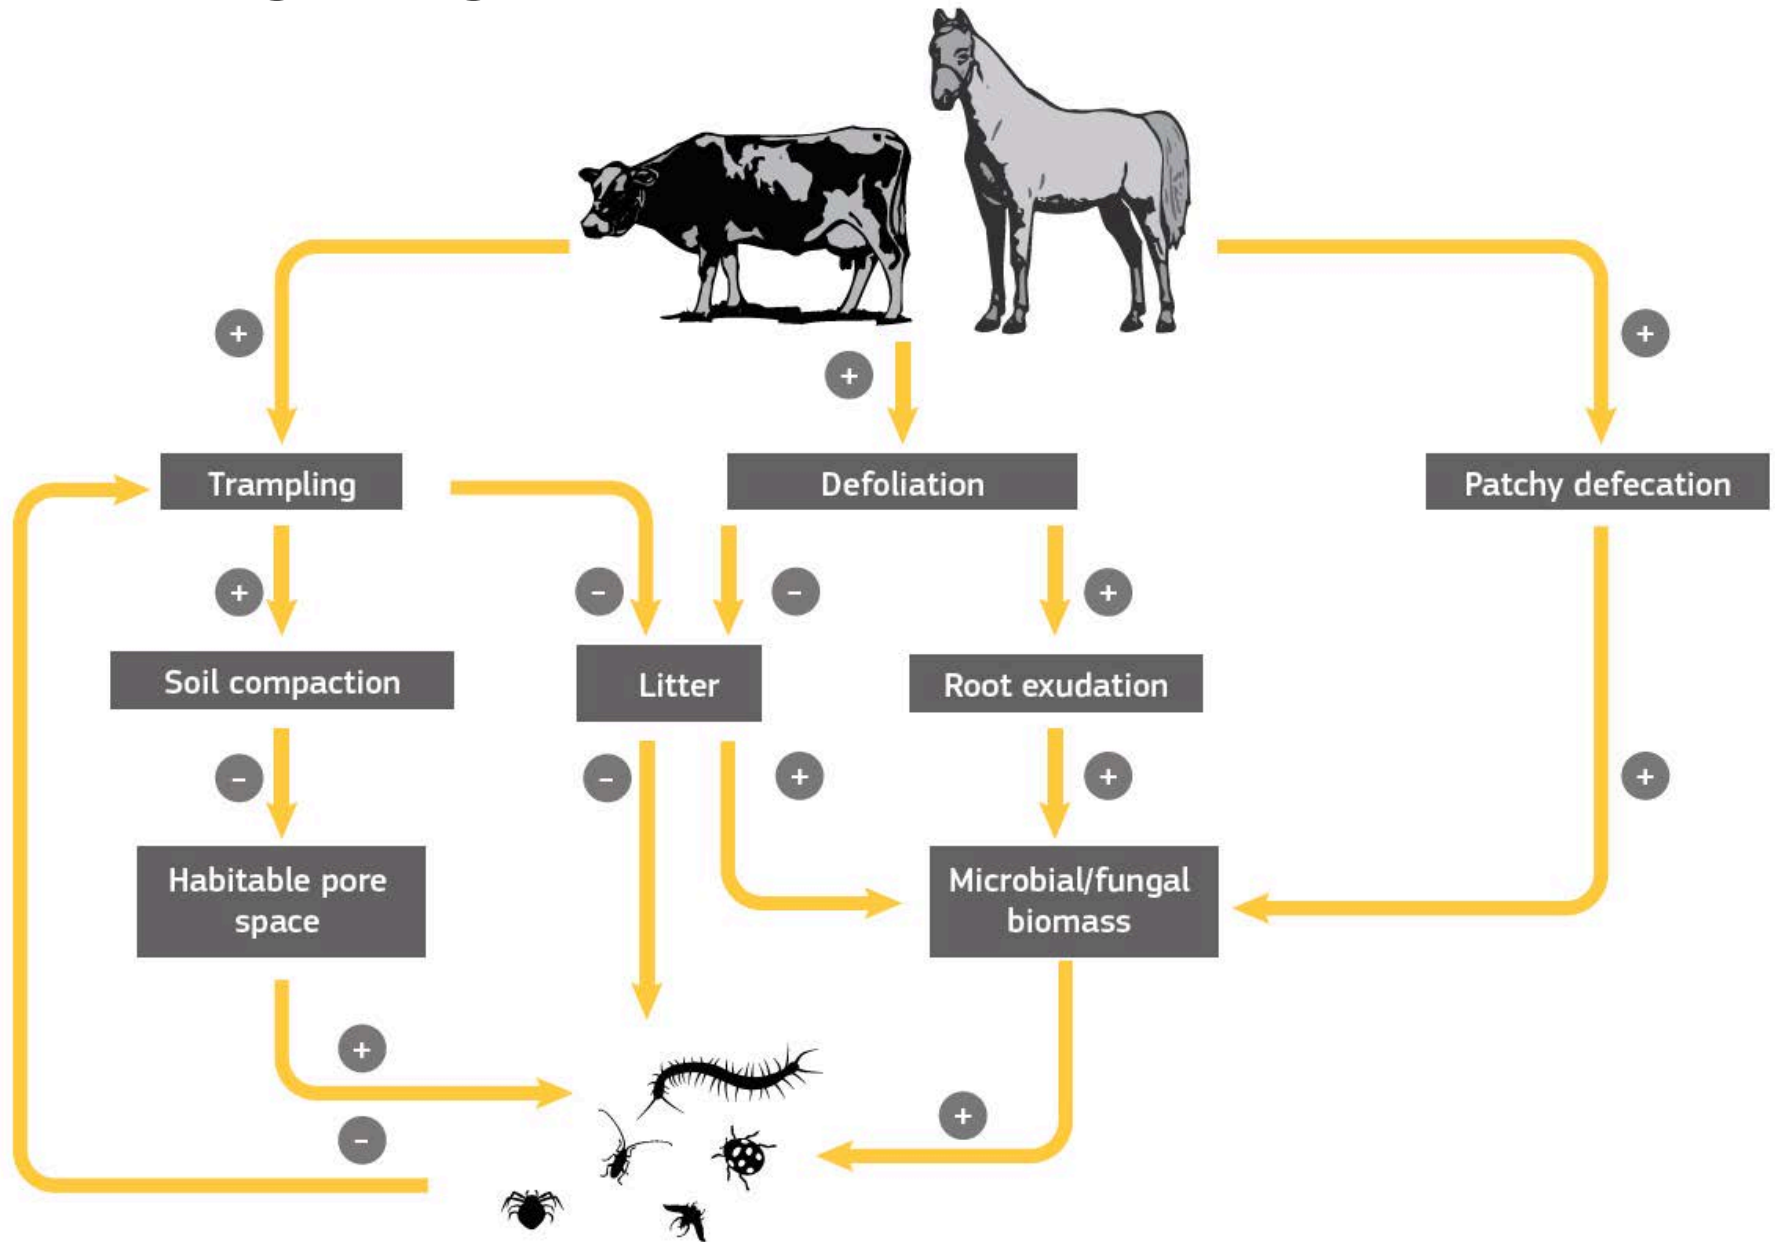 +
+
+
Trampling
Defoliation
Patchy defecation
+
–
–
+
Soil compaction
Litter
Root exudation
–
–
+
+
+
Habitable pore
space
Microbial/fungal
biomass
+
+
–